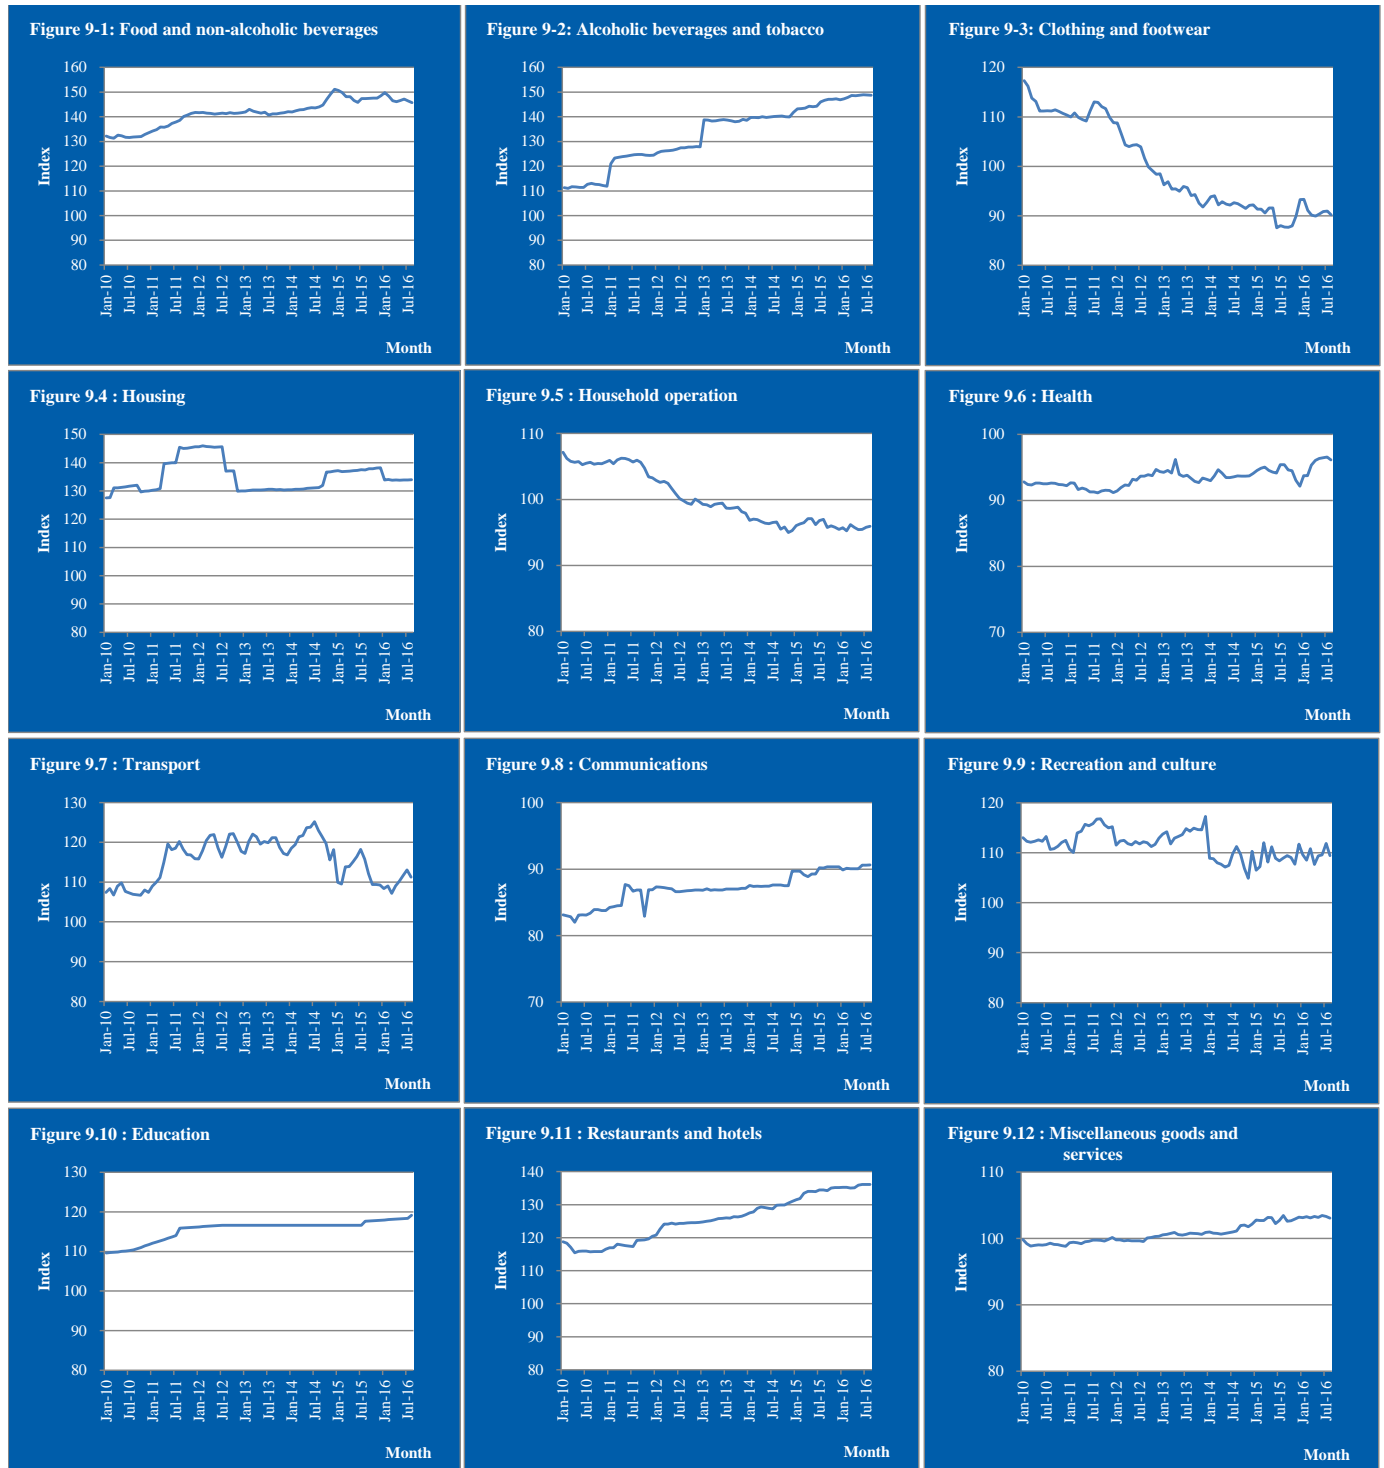 Figure 9-1: Food and non-alcoholic beverages
160
150
140
130
120
110
100
90
80
Index
Jan-10
Jul-10
Jan-11
Jul-11
Jan-12
Jul-12
Jan-13
Jul-13
Jan-14
Jul-14
Jan-15
Jul-15
Jan-16
Jul-16
Month
Figure 9-2: Alcoholic beverages and tobacco
160
150
140
130
120
110
100
90
80
Index
Jan-10
Jul-10
Jan-11
Jul-11
Jan-12
Jul-12
Jan-13
Jul-13
Jan-14
Jul-14
Jan-15
Jul-15
Jan-16
Jul-16
Month
Figure 9-3: Clothing and footwear
120
110
100
90
80
Index
Jan-10
Jul-10
Jan-11
Jul-11
Jan-12
Jul-12
Jan-13
Jul-13
Jan-14
Jul-14
Jan-15
Jul-15
Jan-16
Jul-16
Month
Figure 9.4 : Housing
150
140
130
120
110
100
90
80
Index
Jan-10
Jul-10
Jan-11
Jul-11
Jan-12
Jul-12
Jan-13
Jul-13
Jan-14
Jul-14
Jan-15
Jul-15
Jan-16
Jul-16
Month
Figure 9.5 : Household operation
110
100
90
80
Index
Jan-10
Jul-10
Jan-11
Jul-11
Jan-12
Jul-12
Jan-13
Jul-13
Jan-14
Jul-14
Jan-15
Jul-15
Jan-16
Jul-16
Month
Figure 9.6 : Health
100
90
80
70
Index
Jan-10
Jul-10
Jan-11
Jul-11
Jan-12
Jul-12
Jan-13
Jul-13
Jan-14
Jul-14
Jan-15
Jul-15
Jan-16
Jul-16
Month
Figure 9.7 : Transport
130
120
110
100
90
80
Index
Jan-10
Jul-10
Jan-11
Jul-11
Jan-12
Jul-12
Jan-13
Jul-13
Jan-14
Jul-14
Jan-15
Jul-15
Jan-16
Jul-16
Month
Figure 9.8 : Communications
100
90
80
70
Index
Jan-10
Jul-10
Jan-11
Jul-11
Jan-12
Jul-12
Jan-13
Jul-13
Jan-14
Jul-14
Jan-15
Jul-15
Jan-16
Jul-16
Month
Figure 9.9 : Recreation and culture
120
110
100
90
80
Index
Jan-10
Jul-10
Jan-11
Jul-11
Jan-12
Jul-12
Jan-13
Jul-13
Jan-14
Jul-14
Jan-15
Jul-15
Jan-16
Jul-16
Month
Figure 9.10 : Education
130
120
110
100
90
80
Index
Jan-10
Jul-10
Jan-11
Jul-11
Jan-12
Jul-12
Jan-13
Jul-13
Jan-14
Jul-14
Jan-15
Jul-15
Jan-16
Jul-16
Month
Figure 9.11 : Restaurants and hotels
140
130
120
110
100
90
80
Index
Jan-10
Jul-10
Jan-11
Jul-11
Jan-12
Jul-12
Jan-13
Jul-13
Jan-14
Jul-14
Jan-15
Jul-15
Jan-16
Jul-16
Month
Figure 9.12 : Miscellaneous goods and
services
110
100
90
80
Index
Jan-10
Jul-10
Jan-11
Jul-11
Jan-12
Jul-12
Jan-13
Jul-13
Jan-14
Jul-14
Jan-15
Jul-15
Jan-16
Jul-16
Month